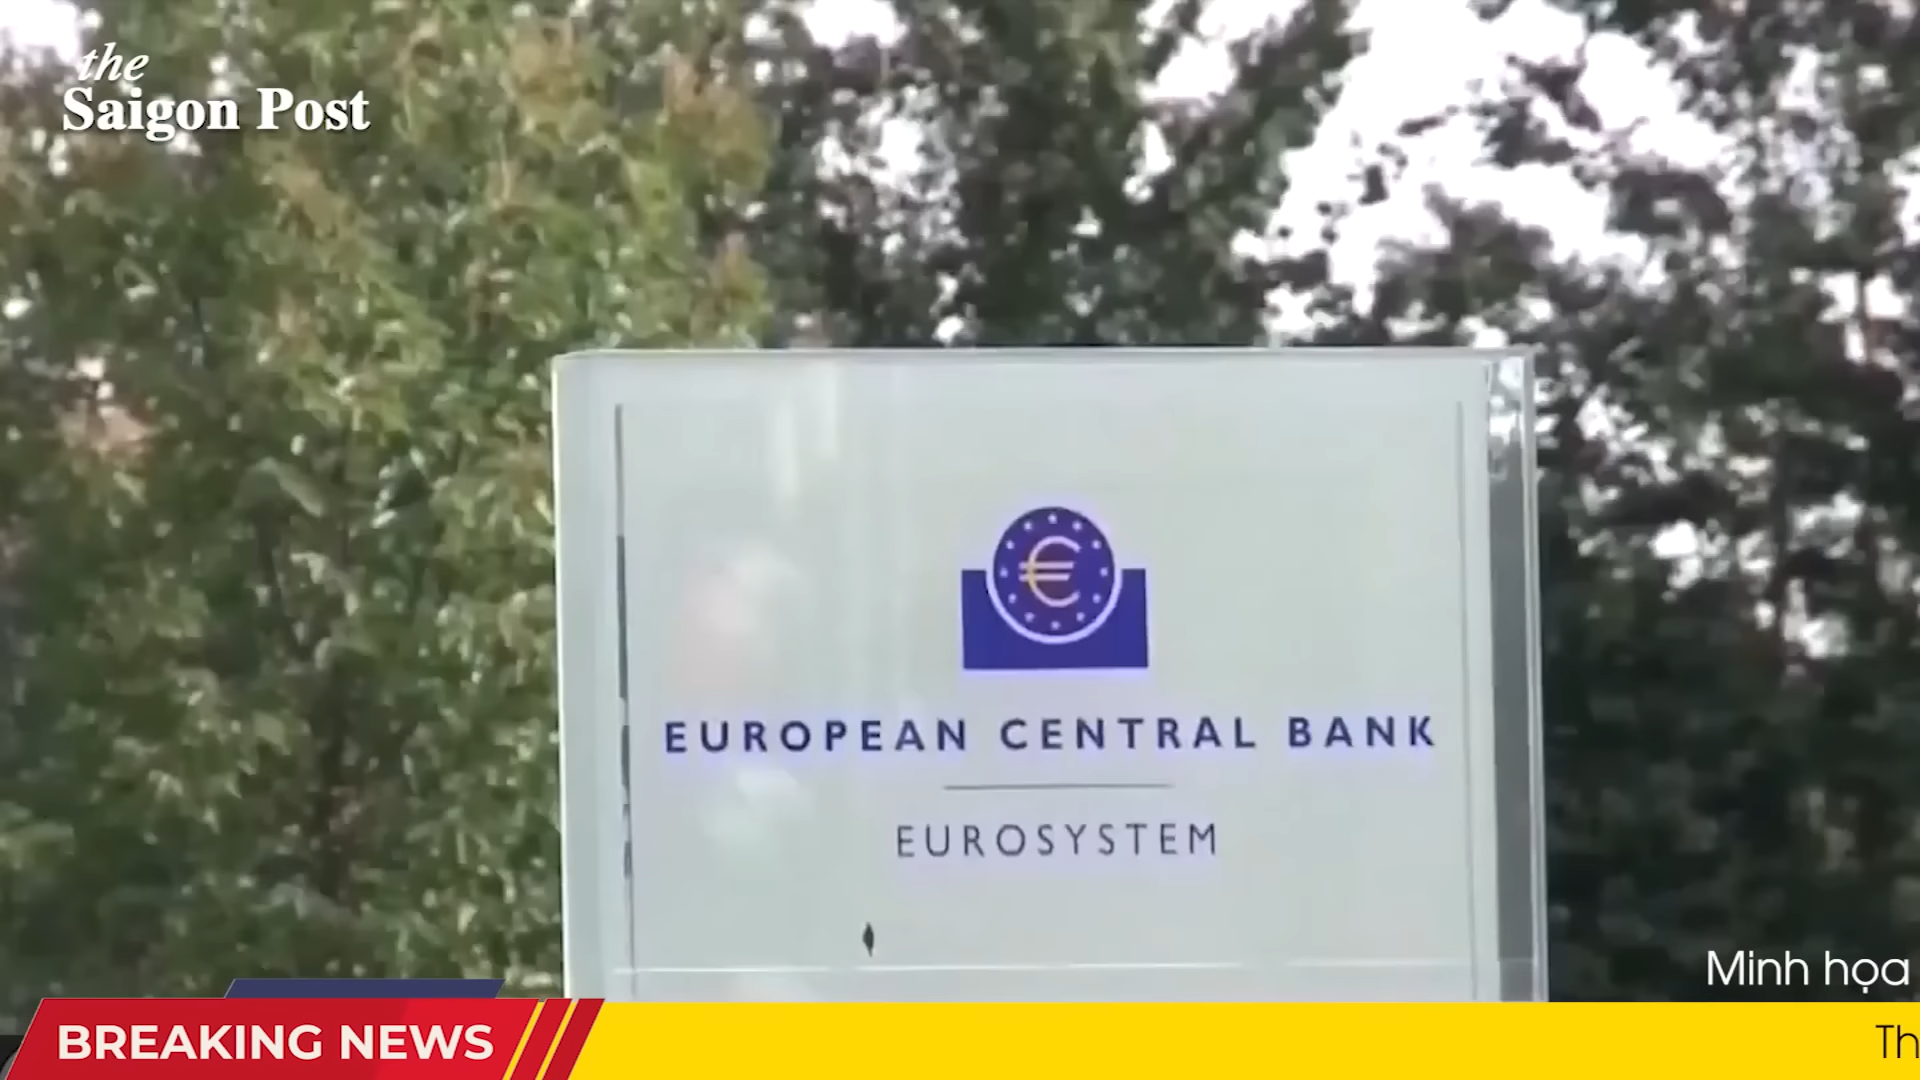 the
Saigon Post
€
EUROPEAN CENTRAL BANK
EUROSYSTEM
Minh họa
BREAKING NEWS
Th